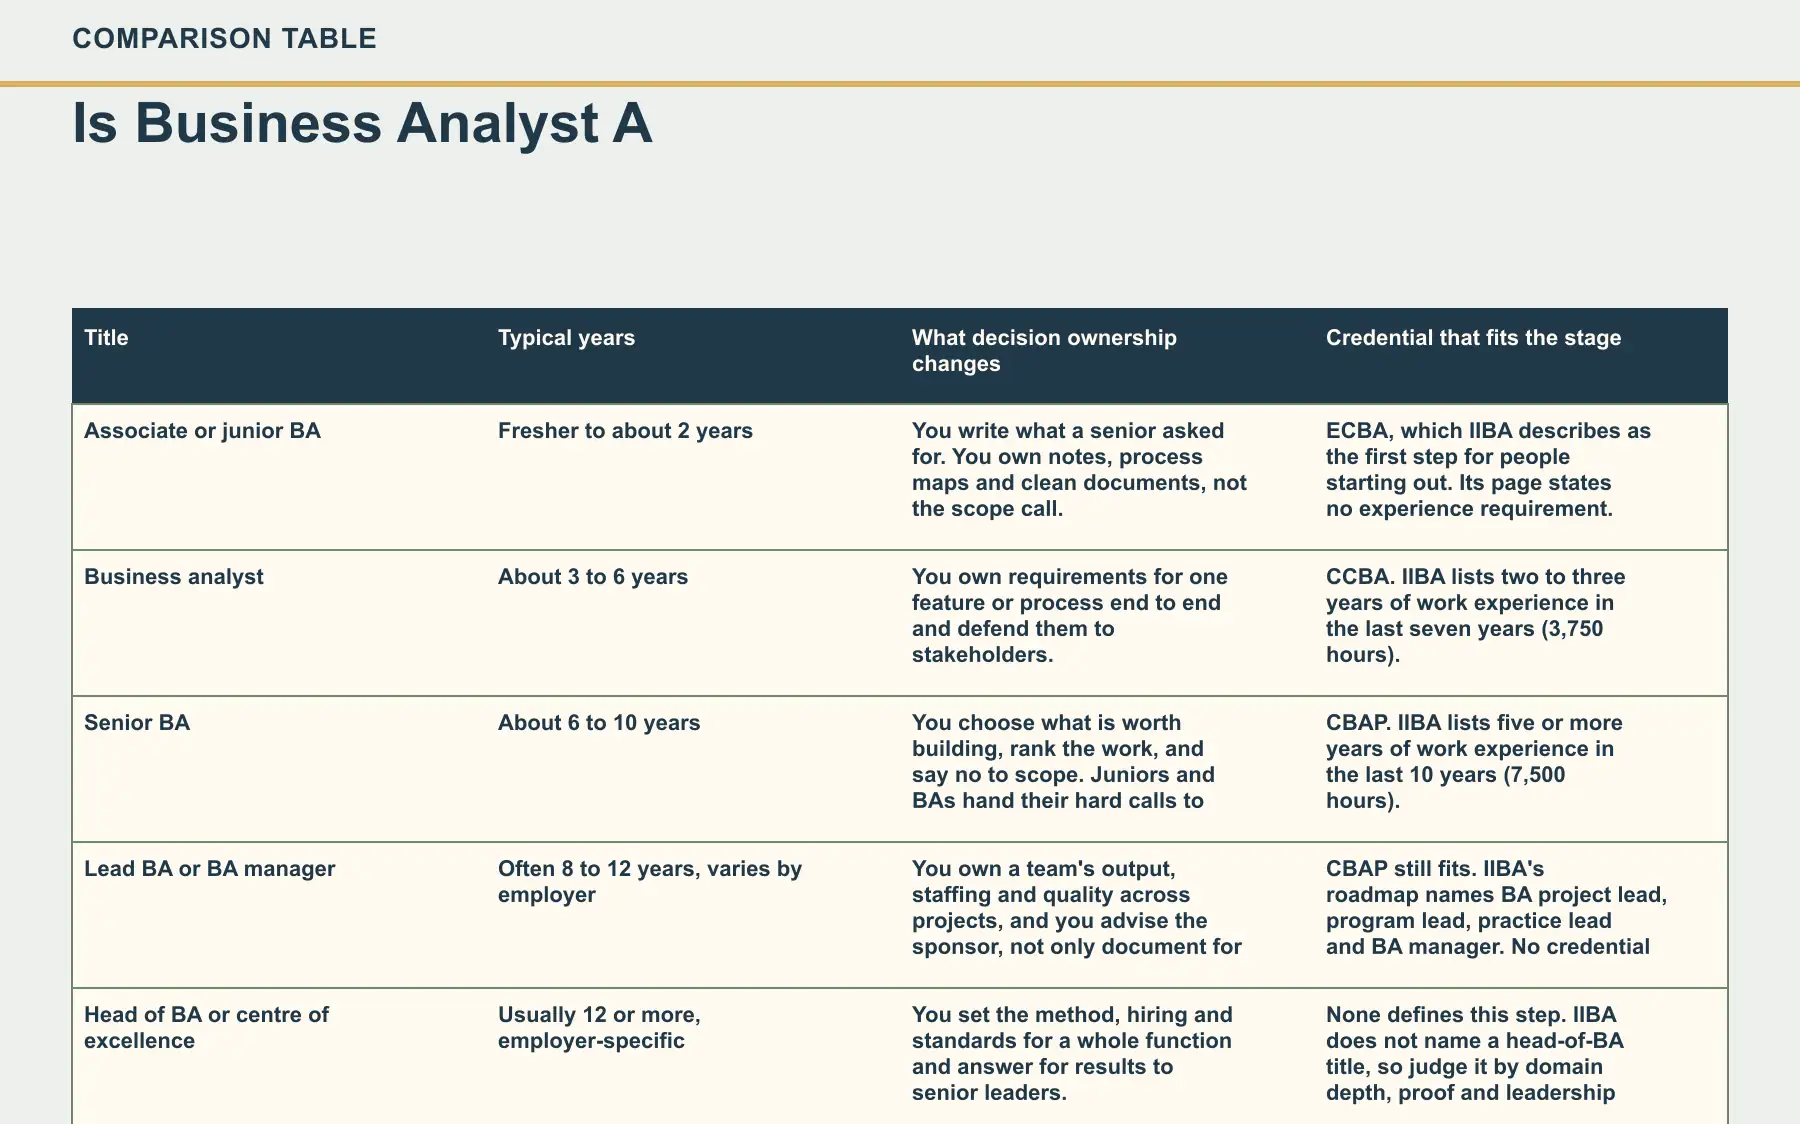 COMPARISON TABLE
Is Business Analyst A
Title
Typical years
What decision ownership
changes
Credential that fits the stage
Associate or junior BA
Fresher to about 2 years
You write what a senior asked
for. You own notes, process
maps and clean documents, not
the scope call.
ECBA, which IIBA describes as
the first step for people
starting out. Its page states
no experience requirement.
Business analyst
About 3 to 6 years
You own requirements for one
feature or process end to end
and defend them to
stakeholders.
CCBA. IIBA lists two to three
years of work experience in
the last seven years (3,750
hours).
Senior BA
About 6 to 10 years
You choose what is worth
building, rank the work, and
say no to scope. Juniors and
BAs hand their hard calls to
CBAP. IIBA lists five or more
years of work experience in
the last 10 years (7,500
hours).
Lead BA or BA manager
Often 8 to 12 years, varies by
employer
You own a team's output,
staffing and quality across
projects, and you advise the
sponsor, not only document for
CBAP still fits. IIBA's
roadmap names BA project lead,
program lead, practice lead
and BA manager. No credential
Head of BA or centre of
excellence
Usually 12 or more,
employer-specific
You set the method, hiring and
standards for a whole function
and answer for results to
senior leaders.
None defines this step. IIBA
does not name a head-of-BA
title, so judge it by domain
depth, proof and leadership